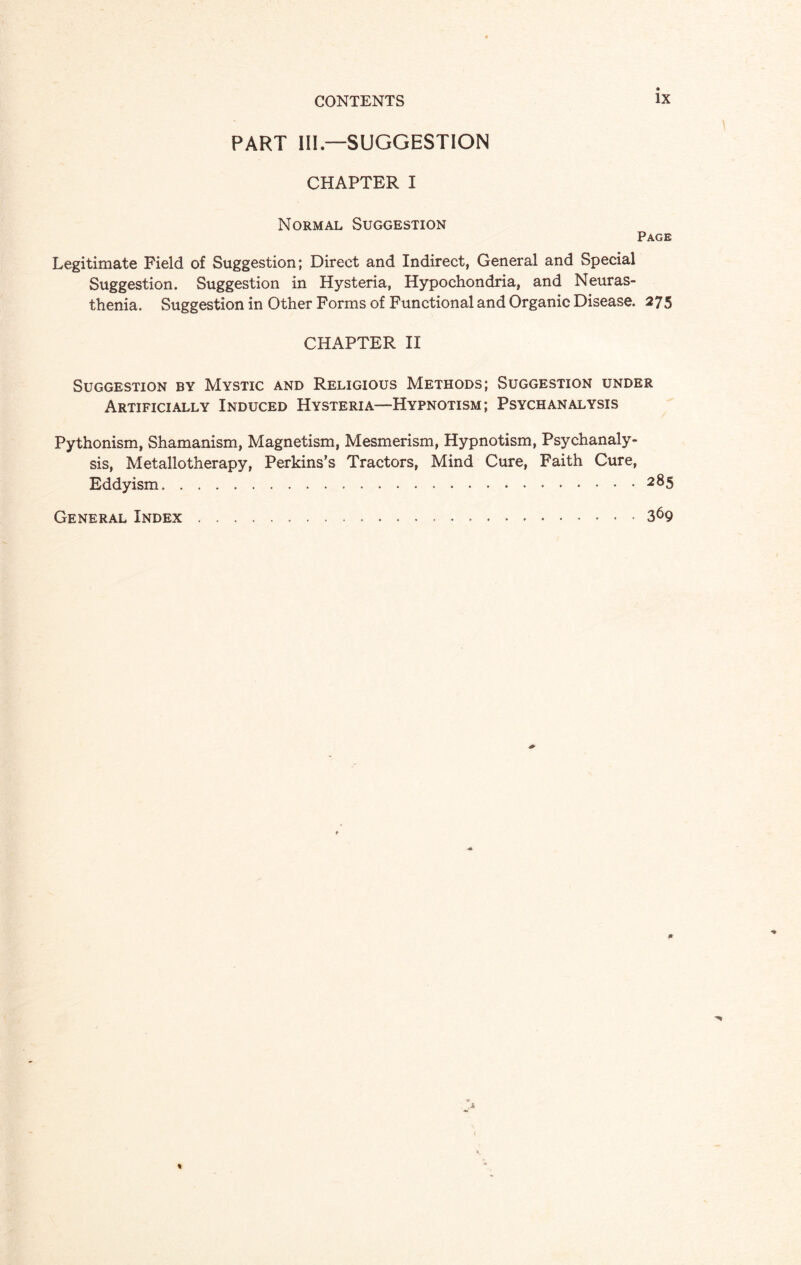 CONTENTS ix
PART III.—SUGGESTION
CHAPTER I
Normal Suggestion
Page
Legitimate Field of Suggestion; Direct and Indirect, General and Special
Suggestion. Suggestion in Hysteria, Hypochondria, and Neuras-
thenia. Suggestion in Other Forms of Functional and Organic Disease. 275
CHAPTER II
Suggestion by Mystic and Religious Methods; Suggestion under
Artificially Induced Hysteria—Hypnotism; Psychanalysis
Pythonism, Shamanism, Magnetism, Mesmerism, Hypnotism, Psychanaly-
sis, Metallotherapy, Perkins's Tractors, Mind Cure, Faith Cure,
Eddyism. . . . . . . . . . . . . . . . . . . . . . . . . . . 285
General Index . . . . . . . . . . . . . . . . . . . . . . . . . 369